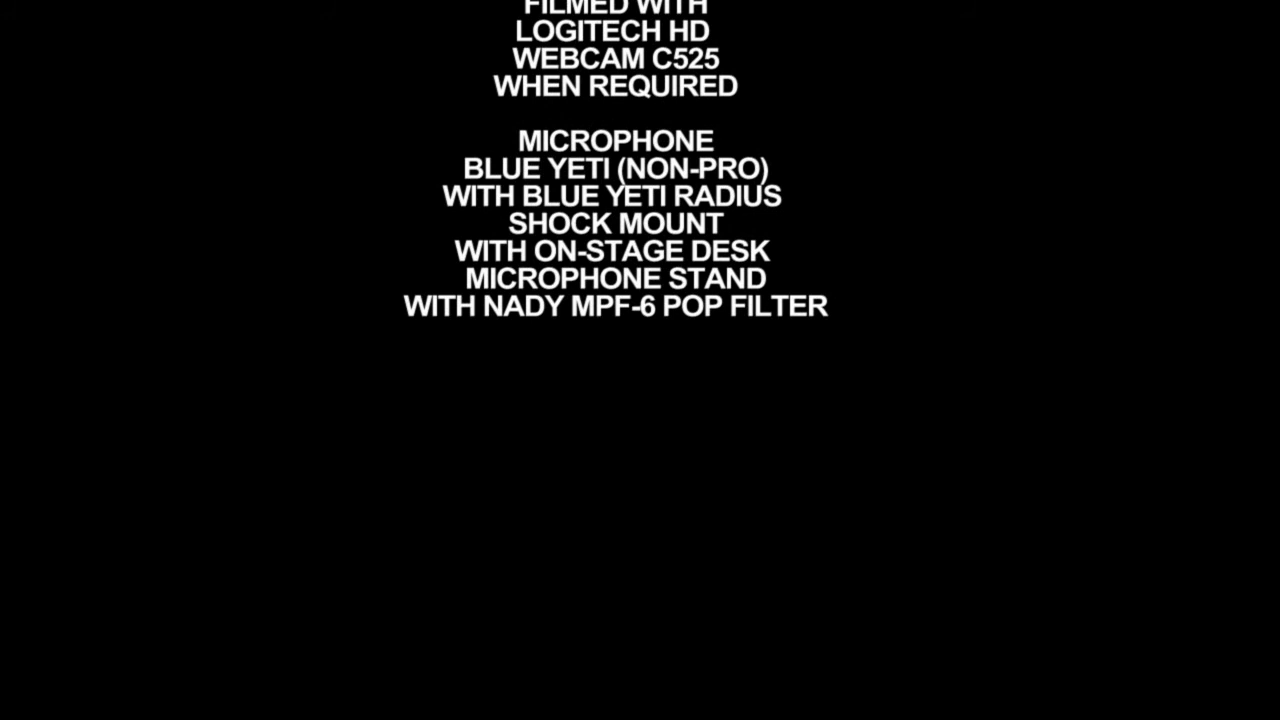 FILMED WITH
LOGITECH HD
WEBCAM C525
WHEN REQUIRED
MICROPHONE
BLUE YETI (NON-PRO)
WITH BLUE YETI RADIUS
SHOCK MOUNT
WITH ON-STAGE DESK
MICROPHONE STAND
WITH NADY MPF-6 POP FILTER